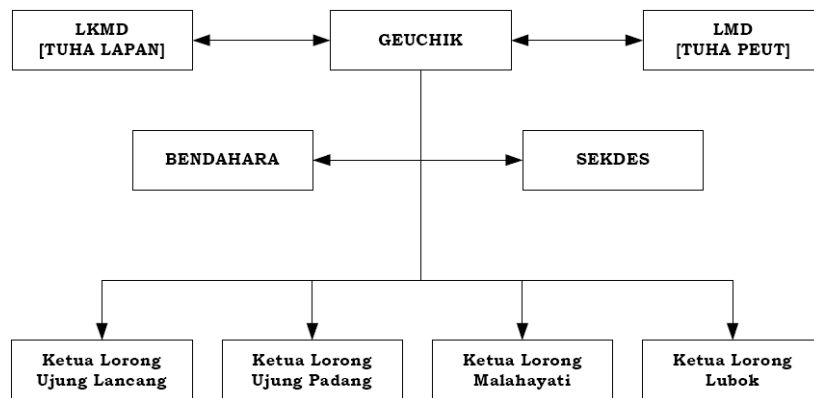 LKMD
[TUHA LAPAN]
GEUCHIK
LMD
[TUHA PEUT]
BENDAHARA
SEKDES
Ketua Lorong
Ujung Lancang
Ketua Lorong
Ujung Padang
Ketua Lorong
Malahayati
Ketua Lorong
Lubok